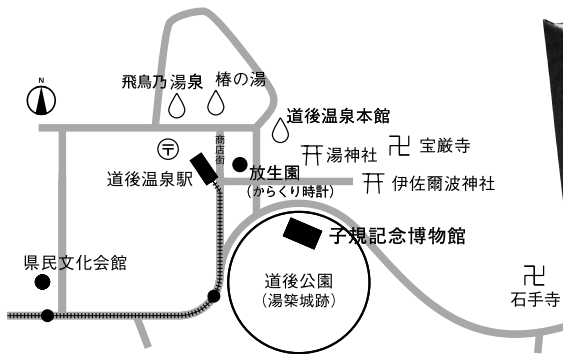 N
飛鳥乃湯泉
椿の湯
道後温泉本館
商店街
湯神社
宝厳寺
道後温泉駅
放生園
(からくり時計)
伊佐爾波神社
子規記念博物館
県民文化会館
道後公園
(湯築城跡)
石手寺